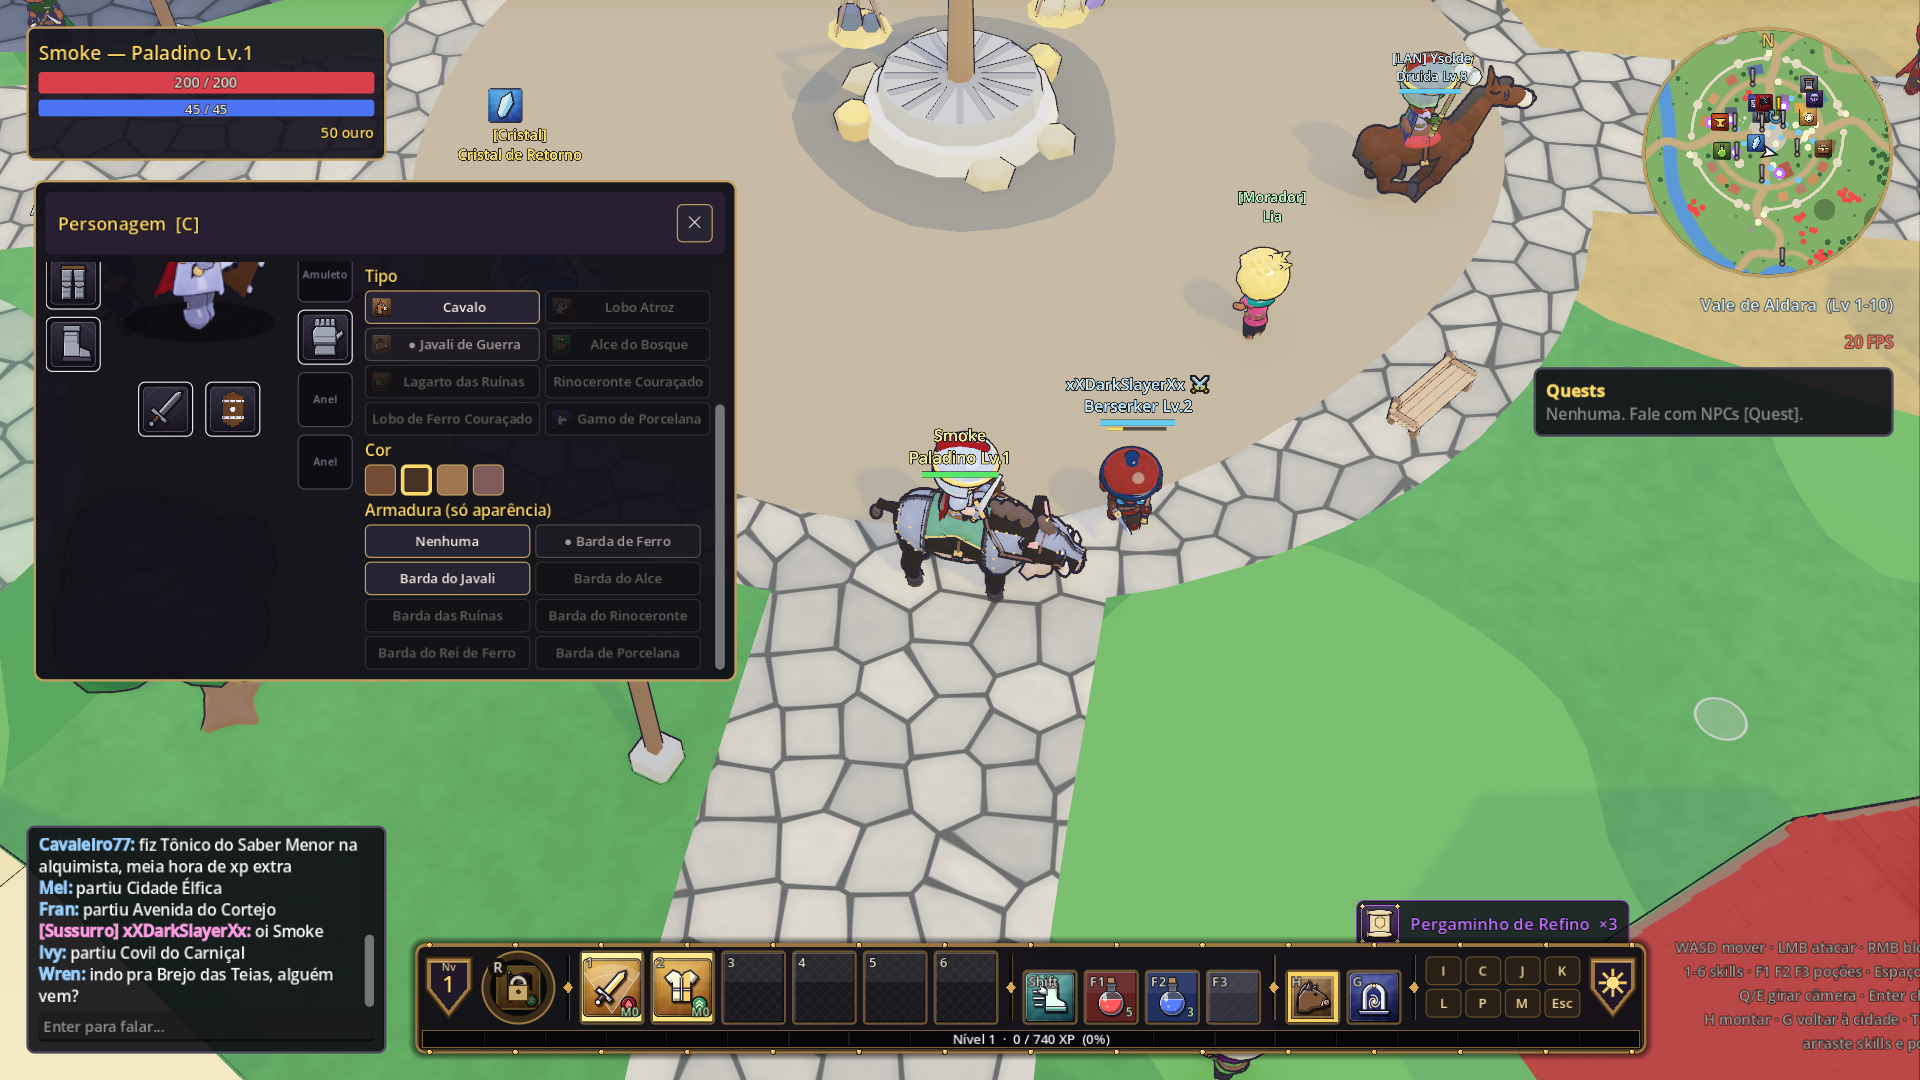 Smoke — Paladino Lv.1
200 / 200
45 / 45
50 ouro
[Cristal]
Cristal de Retorno
[LAN] Ysolde
Druida Lv.8
[Morador]
Lia
N
Vale de Aldara (Lv 1-10)
20 FPS
Quests
Nenhuma. Fale com NPCs [Quest].
Personagem [C]
Amuleto
Anel
Anel
Tipo
Cavalo
Lobo Atroz
• Javali de Guerra
Alce do Bosque
Lagarto das Ruínas
Rinoceronte Couraçado
Lobo de Ferro Couraçado
Gamo de Porcelana
Cor
Armadura (só aparência)
Nenhuma
• Barda de Ferro
Barda do Javali
Barda do Alce
Barda das Ruínas
Barda do Rinoceronte
Barda do Rei de Ferro
Barda de Porcelana
xXDarkSlayerXx
Berserker Lv.2
Smoke
Paladino Lv.1
Cavaleiro77: fiz Tônico do Saber Menor na
alquimista, meia hora de xp extra
Mel: partiu Cidade Élfica
Fran: partiu Avenida do Cortejo
[Sussurro] xXDarkSlayerXx: oi Smoke
Ivy: partiu Covil do Carniçal
Wren: indo pra Brejo das Teias, alguém
vem?
Enter para falar...
Pergaminho de Refino ×3
WASD mover · LMB atacar · RMB blo
1-6 skills · F1 F2 F3 poções · Espaço
Q/E girar câmera · Enter c
H montar · G voltar à cidade · T
arraste skills e po
Nv
1
R
1
M0
2
M0
3
4
5
6
Shift
F1
5
F2
3
F3
H
G
I
C
J
K
L
P
M
Esc
Nível 1 · 0 / 740 XP (0%)